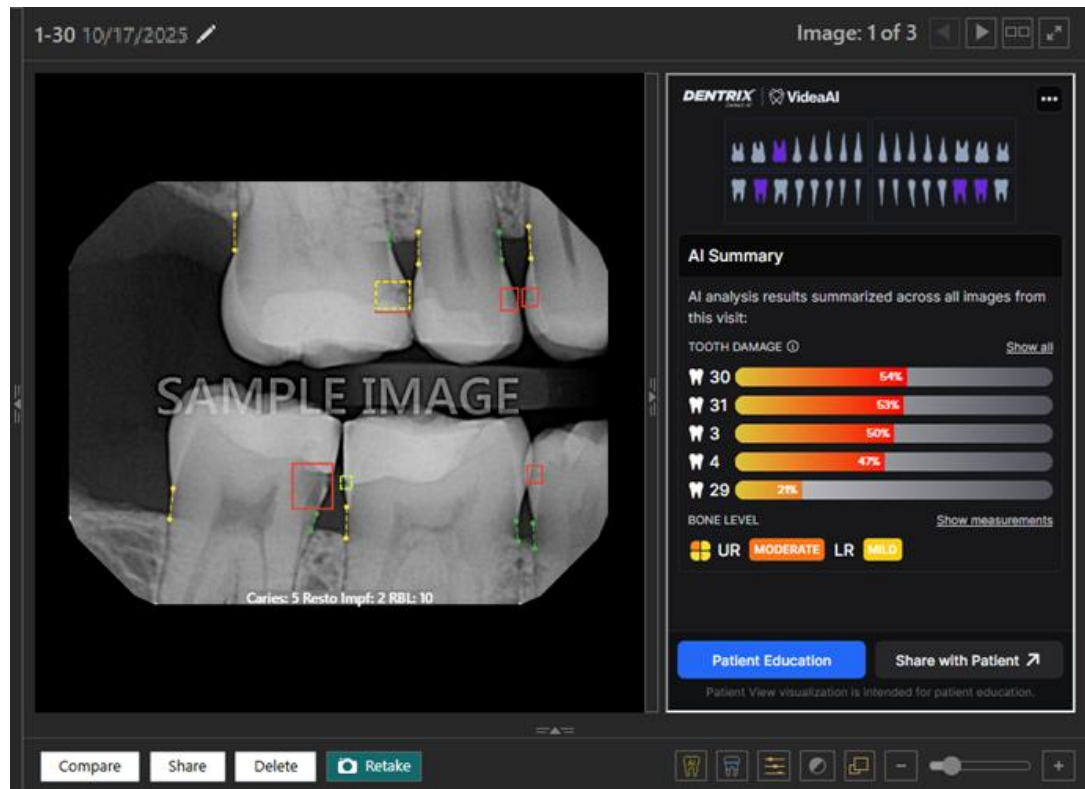 1-30 10/17/2025
Image: 1 of 3
SAMPLE IMAGE
Caries: 5 Resto Impf: 2 RBL: 10
DENTRIX VideaAI
AI Summary
AI analysis results summarized across all images from
this visit:
TOOTH DAMAGE Show all
30 54%
31 53%
3 50%
4 47%
29 21%
BONE LEVEL Show measurements
UR MODERATE LR MILD
Patient Education Share with Patient
Patient View visualization is intended for patient education.
Compare Share Delete Retake